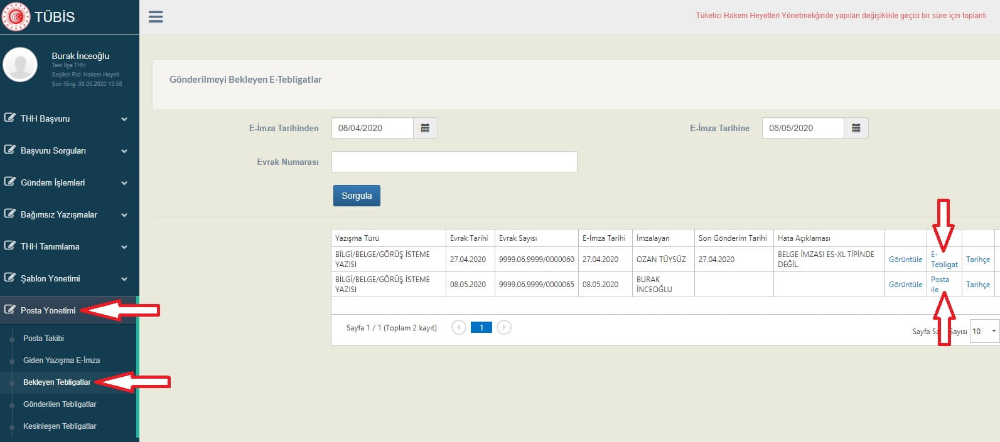 TÜBİS
Tüketici Hakem Heyetleri Yönetmeliğinde yapılan değişiklikle geçici bir süre için toplantı
Burak İnceoğlu
Test İlçe THH
Seçilen Rol: Hakem Heyeti
Son Giriş: 08.05.2020 13:58
THH Başvuru
Başvuru Sorguları
Gündem İşlemleri
Bağımsız Yazışmalar
THH Tanımlama
Şablon Yönetimi
Posta Yönetimi
Posta Takibi
Giden Yazışma E-İmza
Bekleyen Tebligatlar
Gönderilen Tebligatlar
Kesinleşen Tebligatlar
Gönderilmeyi Bekleyen E-Tebligatlar
E-İmza Tarihinden 08/04/2020 E-İmza Tarihine 08/05/2020
Evrak Numarası
Sorgula
Yazışma Türü Evrak Tarihi Evrak Sayısı E-İmza Tarihi İmzalayan Son Gönderim Tarihi Hata Açıklaması
BİLGİ/BELGE/GÖRÜŞ İSTEME YAZISI 27.04.2020 9999.06.9999/0000060 27.04.2020 OZAN TÜYSÜZ 27.04.2020 BELGE İMZASI ES-XL TİPİNDE DEĞİL. Görüntüle E-Tebligat Tarihçe
BİLGİ/BELGE/GÖRÜŞ İSTEME YAZISI 08.05.2020 9999.06.9999/0000065 08.05.2020 BURAK İNCEOĞLU Görüntüle Posta ile Tarihçe
Sayfa 1 / 1 (Toplam 2 kayıt) 1
Sayfa Sayısı 10